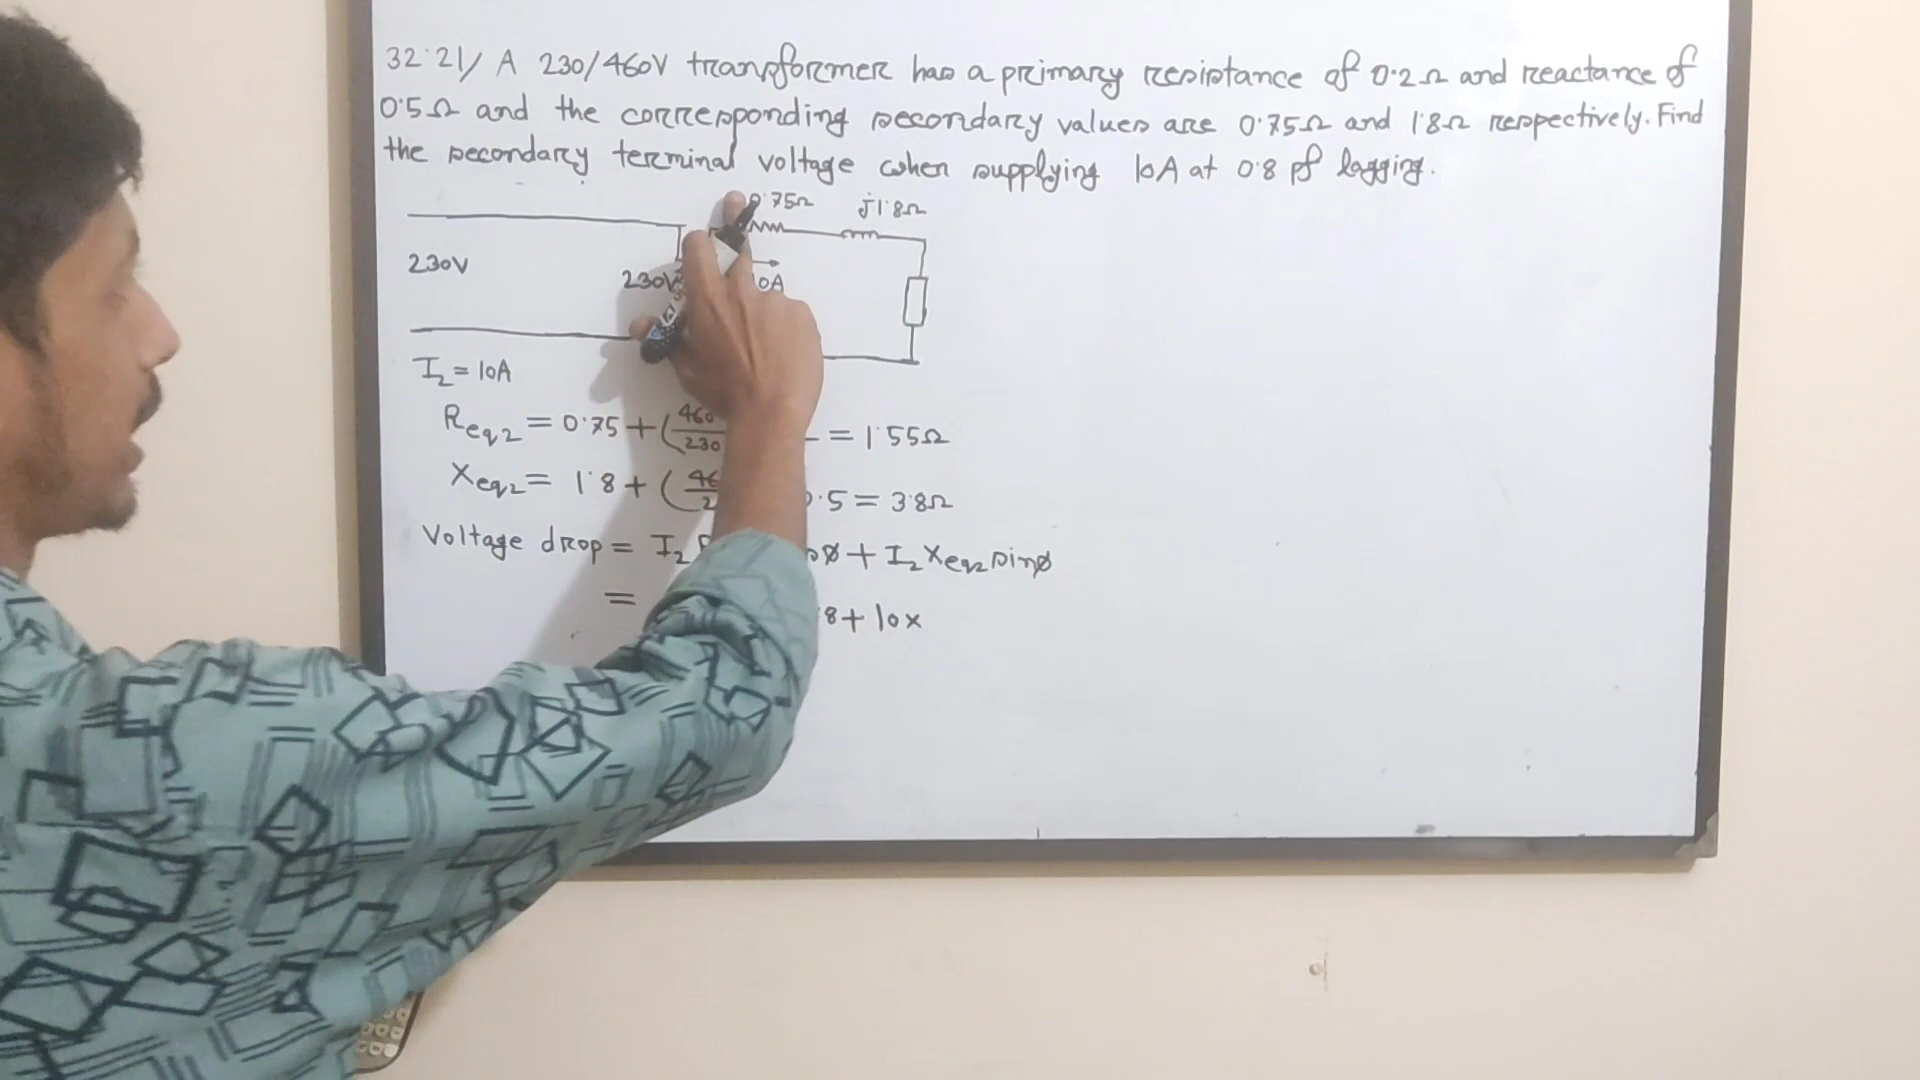 32.21/ A 230/460V transformer has a primary resistance of 0.2Ω and reactance of
0.5Ω and the corresponding secondary values are 0.75Ω and 1.8Ω respectively. Find
the secondary terminal voltage when supplying 10A at 0.8 pf lagging.
0.75Ω j1.8Ω
230V 230V 0A
I₂ = 10A
Req2 = 0.75 + (460/230 = 1.55Ω
Xeq2 = 1.8 + ( .5 = 3.8Ω
Voltage drop = I₂ φ + I₂ Xeq2 sinφ
= 8 + 10x